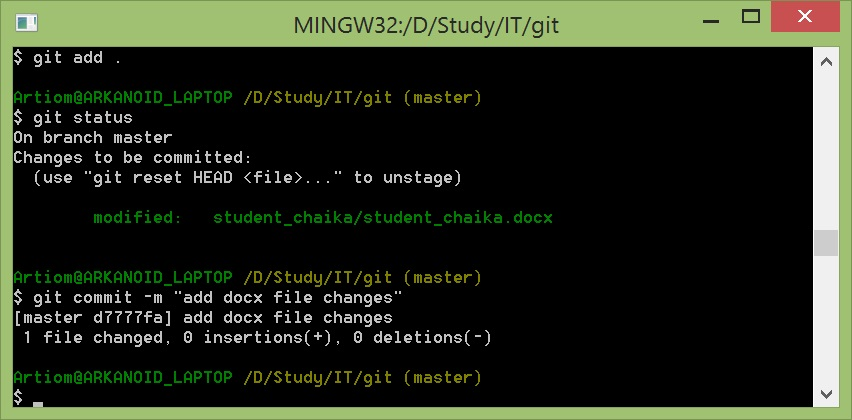 MINGW32:/D/Study/IT/git
$ git add .
Artiom@ARKANOID_LAPTOP /D/Study/IT/git (master)
$ git status
On branch master
Changes to be committed:
  (use "git reset HEAD <file>..." to unstage)
        modified:   student_chaika/student_chaika.docx
Artiom@ARKANOID_LAPTOP /D/Study/IT/git (master)
$ git commit -m "add docx file changes"
[master d7777fa] add docx file changes
 1 file changed, 0 insertions(+), 0 deletions(-)
Artiom@ARKANOID_LAPTOP /D/Study/IT/git (master)
$